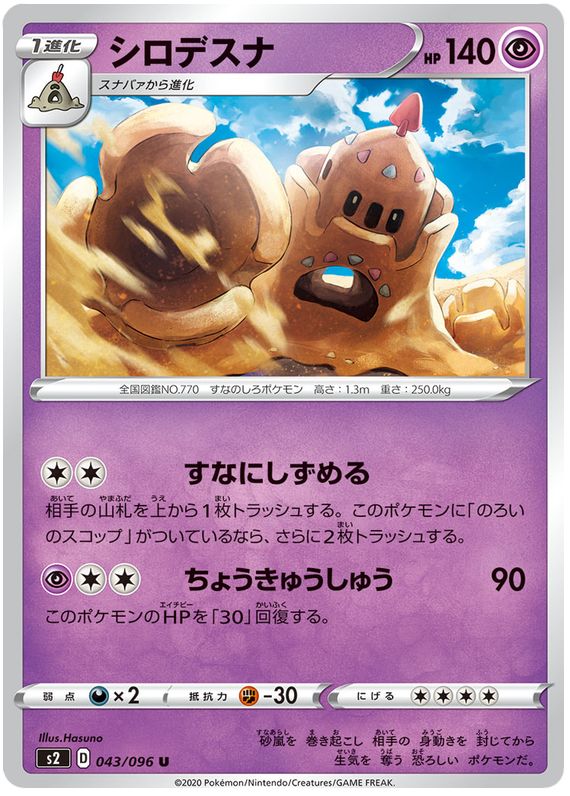 1進化
シロデスナ
HP 140
スナバァから進化
全国図鑑NO.770 すなのしろポケモン 高さ：1.3m 重さ：250.0kg
すなにしずめる
相手の山札を上から1枚トラッシュする。このポケモンに「のろい
のスコップ」がついているなら、さらに2枚トラッシュする。
ちょうきゅうしゅう 90
このポケモンのHPを「30」回復する。
弱点 ×2 抵抗力 -30 にげる
Illus.Hasuno
s2 D 043/096 U
砂嵐を 巻き起こし 相手の 身動きを 封じてから
生気を 奪う 恐ろしい ポケモンだ。
©2020 Pokémon/Nintendo/Creatures/GAME FREAK.